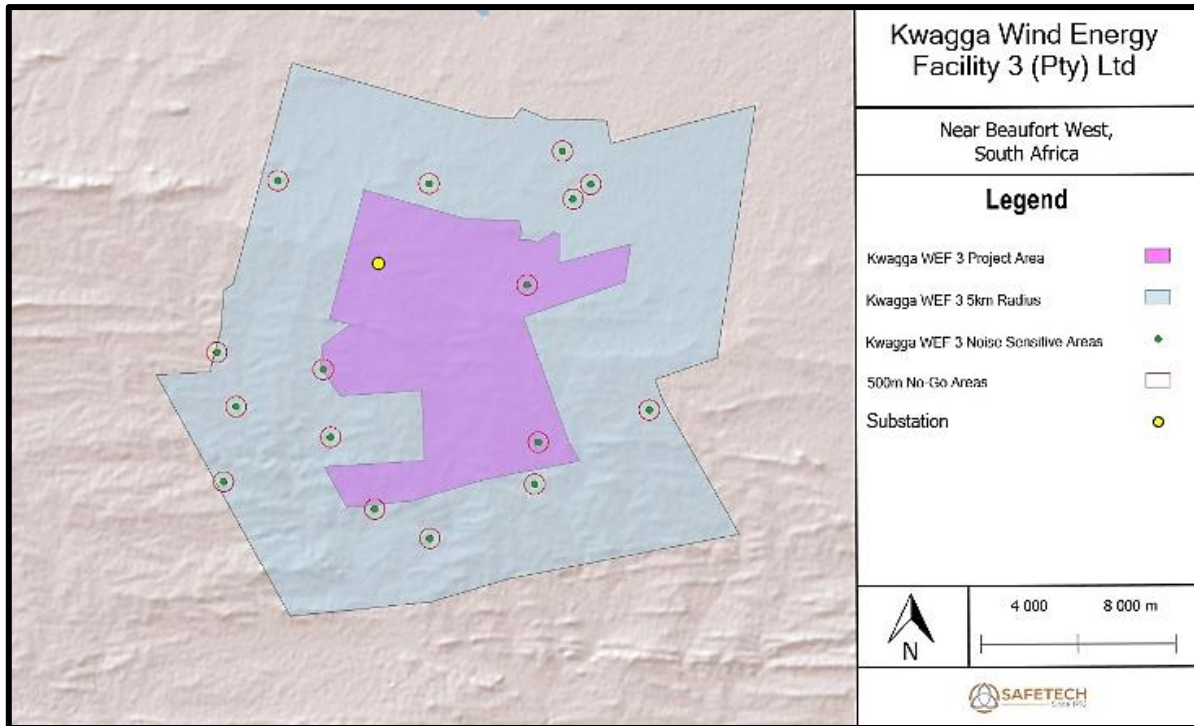 Kwagga Wind Energy
Facility 3 (Pty) Ltd
Near Beaufort West,
South Africa
Legend
Kwagga WEF 3 Project Area
Kwagga WEF 3 5km Radius
Kwagga WEF 3 Noise Sensitive Areas
500m No-Go Areas
Substation
4 000 8 000 m
N
SAFETECH